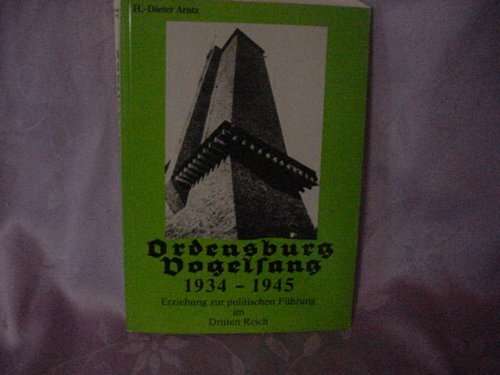 H.-Dieter Arntz
Ordensburg
Vogelsang
1934 - 1945
Erziehung zur politischen Führung
im
Dritten Reich